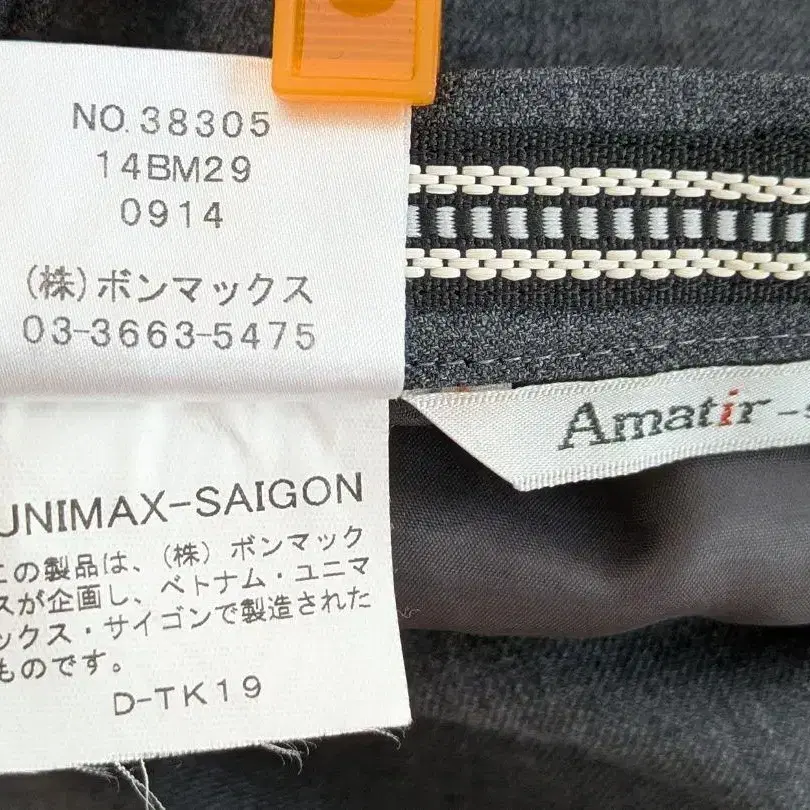 NO. 38305
14BM29
0914
(株)ボンマックス
03-3663-5475
Amatir-
UNIMAX-SAIGON
この製品は、(株)ボンマック
スが企画し、ベトナム・ユニマ
ックス・サイゴンで製造された
ものです。
D-TK19